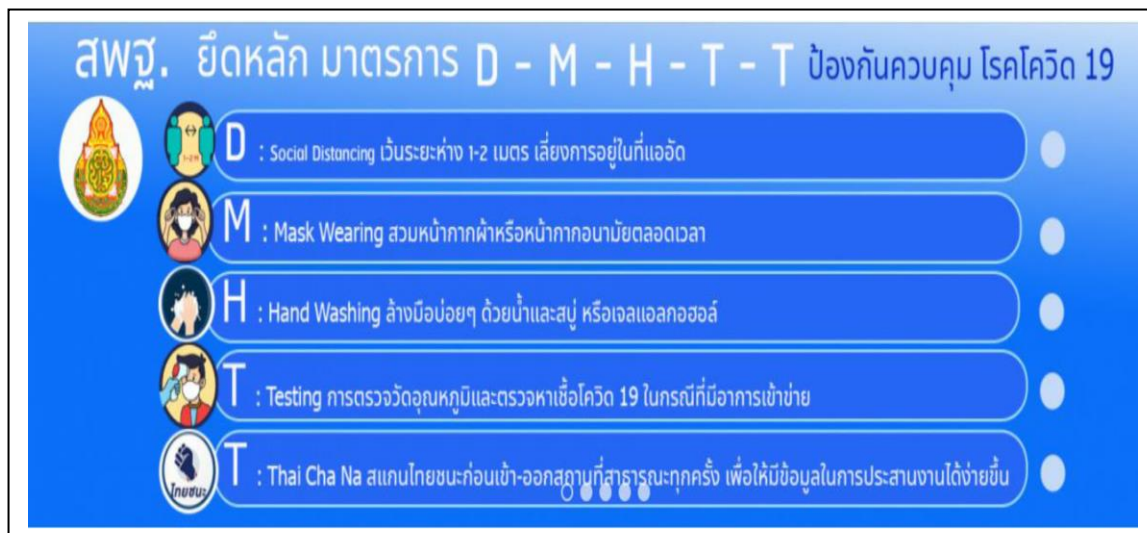 สพฐ. ยึดหลัก มาตรการ D - M - H - T - T ป้องกันควบคุม โรคโควิด 19
1-2 M
D : Social Distancing เว้นระยะห่าง 1-2 เมตร เลี่ยงการอยู่ในที่แออัด
M : Mask Wearing สวมหน้ากากผ้าหรือหน้ากากอนามัยตลอดเวลา
H : Hand Washing ล้างมือบ่อยๆ ด้วยน้ำและสบู่ หรือเจลแอลกอฮอล์
T : Testing การตรวจวัดอุณหภูมิและตรวจหาเชื้อโควิด 19 ในกรณีที่มีอาการเข้าข่าย
T : Thai Cha Na สแกนไทยชนะก่อนเข้า-ออกสถานที่สาธารณะทุกครั้ง เพื่อให้มีข้อมูลในการประสานงานได้ง่ายขึ้น
ไทยชนะ